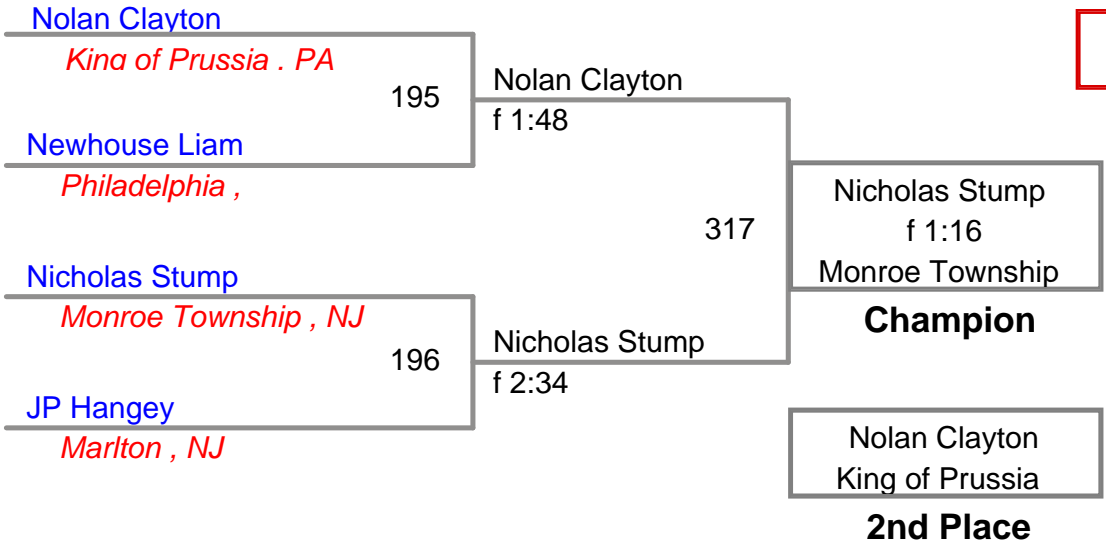 Nolan Clayton
King of Prussia , PA
195
Nolan Clayton
f 1:48
Newhouse Liam
Philadelphia ,
317
Nicholas Stump
f 1:16
Monroe Township
Champion
Nicholas Stump
Monroe Township , NJ
196
Nicholas Stump
f 2:34
JP Hangey
Marlton , NJ
Nolan Clayton
King of Prussia
2nd Place